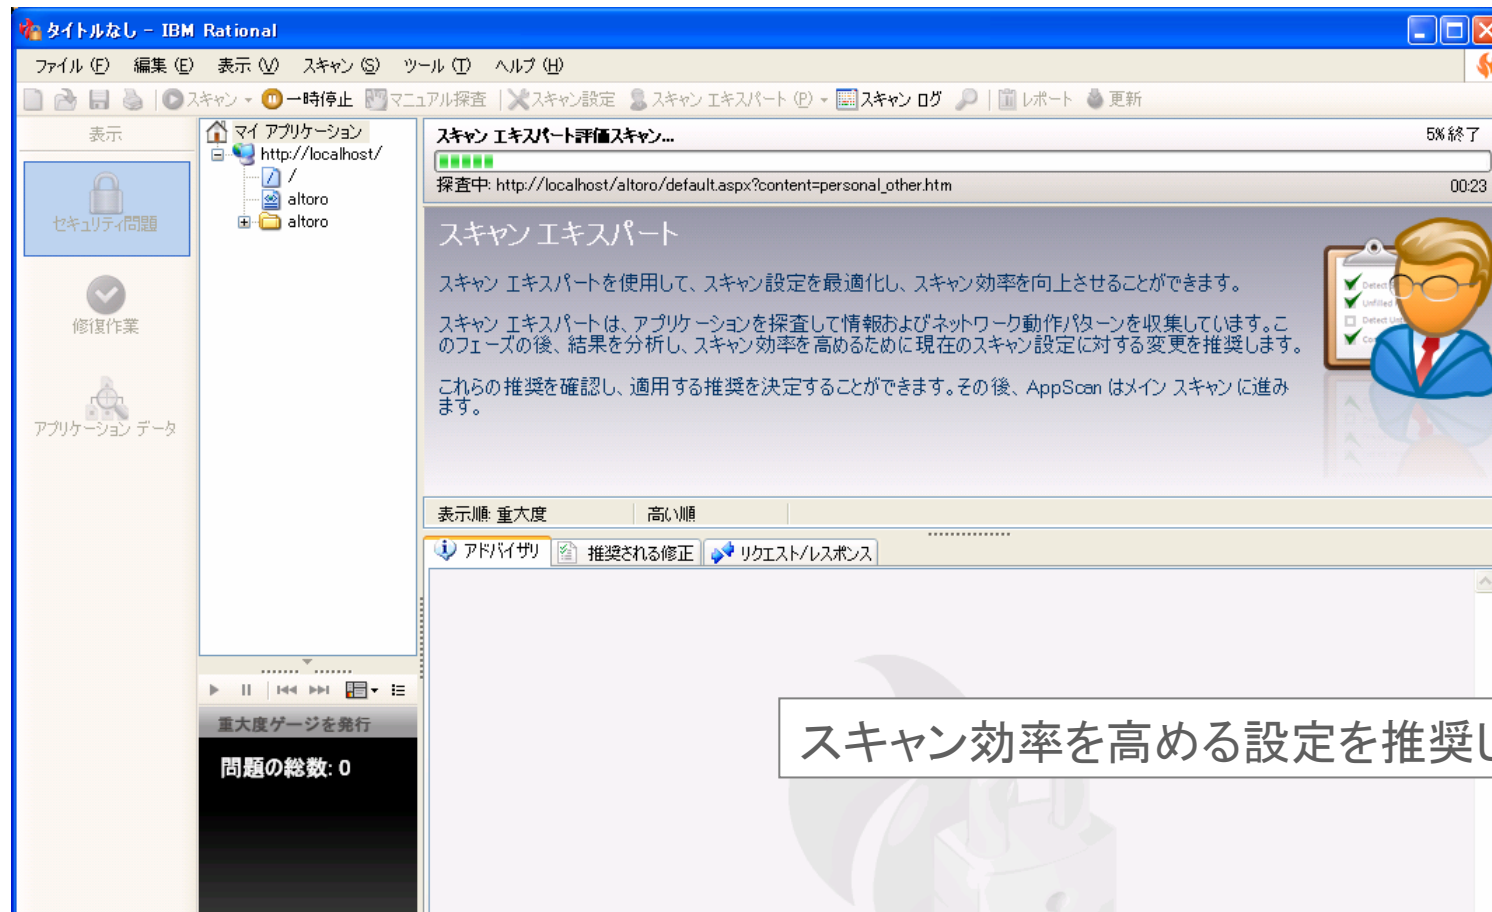 タイトルなし - IBM Rational
ファイル (F) 編集 (E) 表示 (V) スキャン (S) ツール (T) ヘルプ (H)
スキャン 一時停止 マニュアル探査 スキャン設定 スキャン エキスパート (P) スキャン ログ レポート 更新
表示
セキュリティ問題
修復作業
アプリケーション データ
マイ アプリケーション
http://localhost/
/
altoro
altoro
スキャン エキスパート評価スキャン... 5% 終了
探査中: http://localhost/altoro/default.aspx?content=personal_other.htm 00:23
スキャン エキスパート
スキャン エキスパートを使用して、スキャン設定を最適化し、スキャン効率を向上させることができます。
スキャン エキスパートは、アプリケーションを探査して情報およびネットワーク動作パターンを収集しています。こ
のフェーズの後、結果を分析し、スキャン効率を高めるために現在のスキャン設定に対する変更を推奨します。
これらの推奨を確認し、適用する推奨を決定することができます。その後、AppScan はメイン スキャン に進み
ます。
Detect
Unfilled
Detect
表示順: 重大度 高い順
アドバイザリ 推奨される修正 リクエスト/レスポンス
重大度ゲージを発行
問題の総数: 0
スキャン効率を高める設定を推奨し